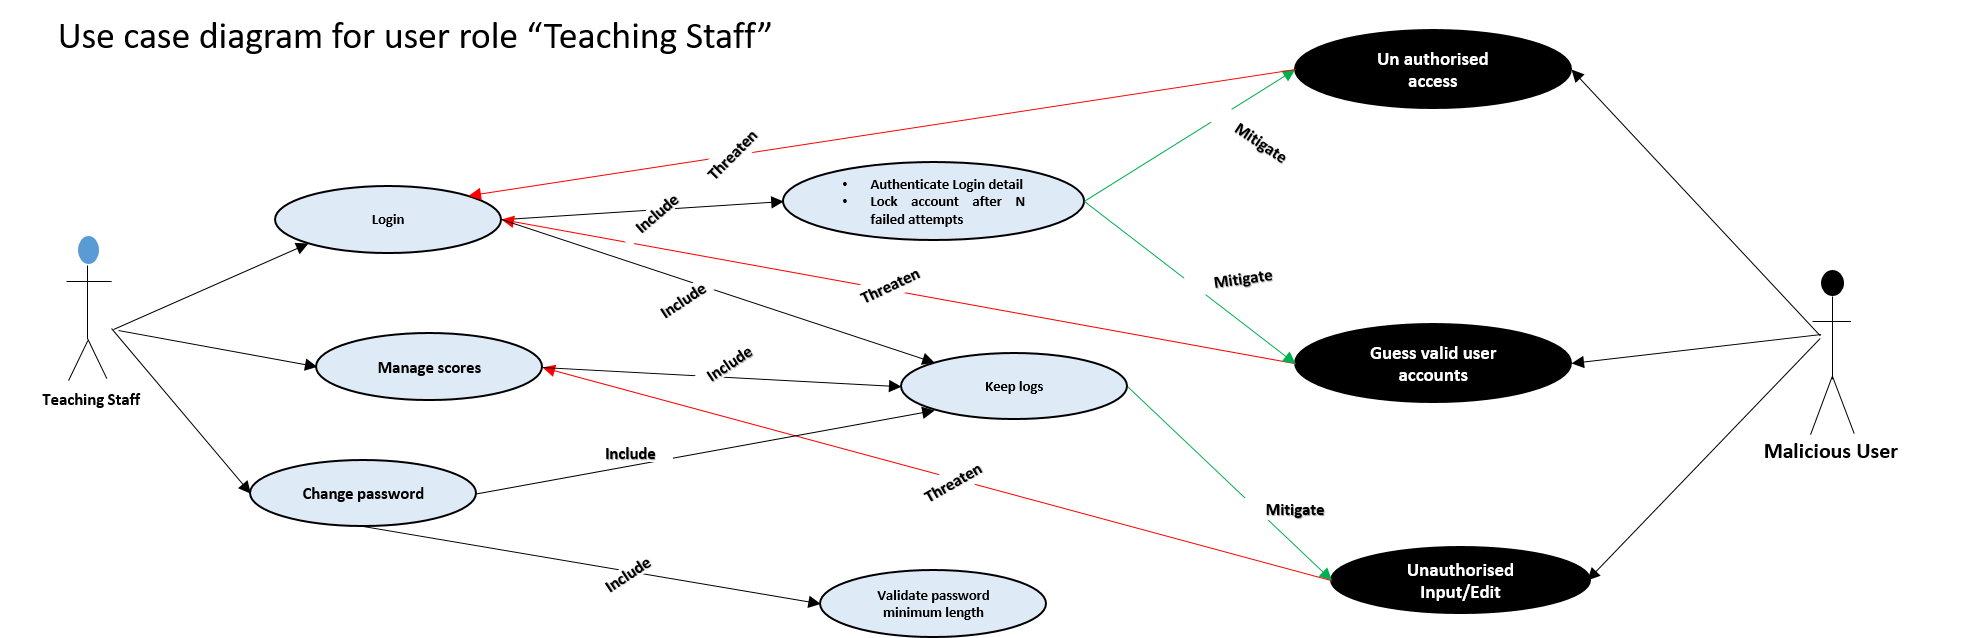 Use case diagram for user role “Teaching Staff”
Un authorised
access
Threaten
Mitigate
• Authenticate Login detail
• Lock account after N
failed attempts
Include
Login
Mitigate
Threaten
Include
Guess valid user
accounts
Manage scores
Include
Keep logs
Teaching Staff
Malicious User
Include
Threaten
Change password
Mitigate
Include
Unauthorised
Input/Edit
Validate password
minimum length